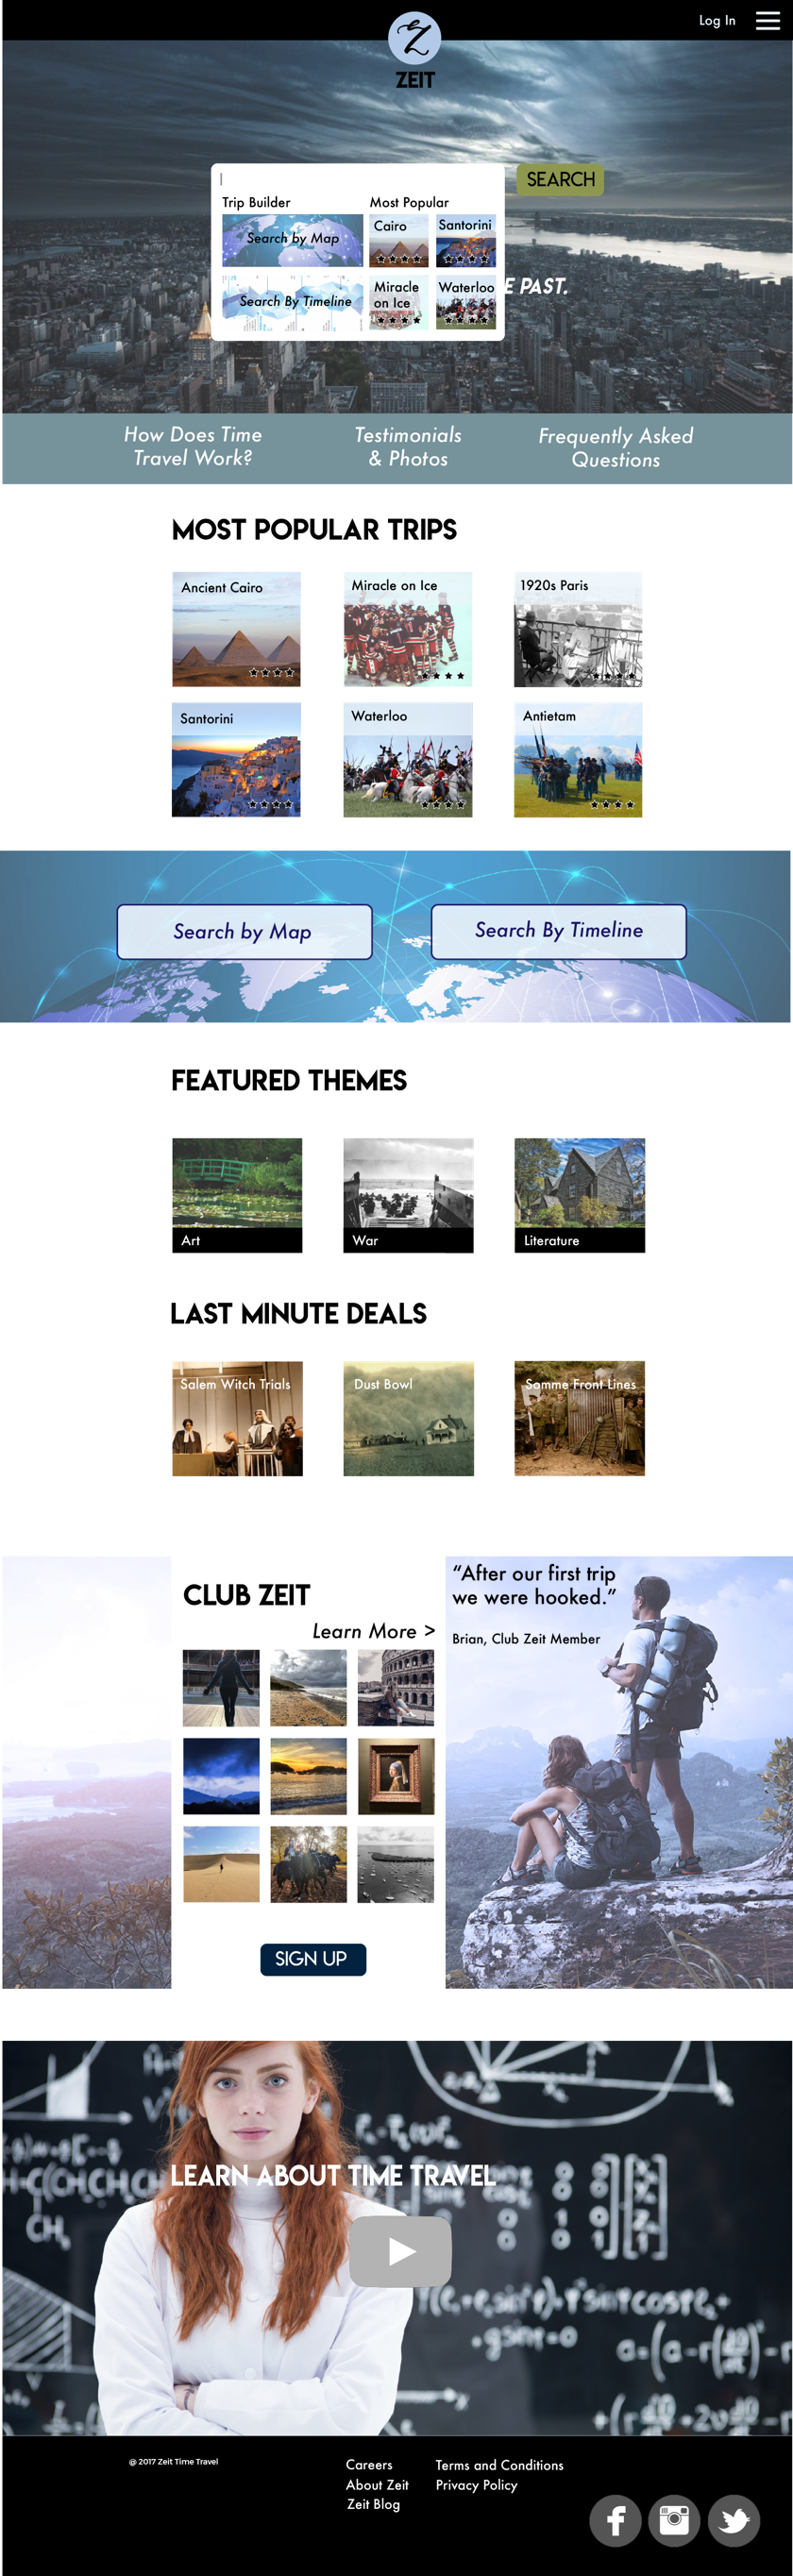 Log In
Z
ZEIT
SEARCH
Trip Builder
Most Popular
Search by Map
Cairo
Santorini
Search By Timeline
Miracle
on Ice
Waterloo
E PAST.
How Does Time
Travel Work?
Testimonials
& Photos
Frequently Asked
Questions
MOST POPULAR TRIPS
Ancient Cairo
Miracle on Ice
1920s Paris
Santorini
Waterloo
Antietam
Search by Map
Search By Timeline
FEATURED THEMES
Art
War
Literature
LAST MINUTE DEALS
Salem Witch Trials
Dust Bowl
Somme Front Lines
CLUB ZEIT
Learn More >
“After our first trip
we were hooked.”
Brian, Club Zeit Member
SIGN UP
LEARN ABOUT TIME TRAVEL
@ 2017 Zeit Time Travel
Careers
About Zeit
Zeit Blog
Terms and Conditions
Privacy Policy